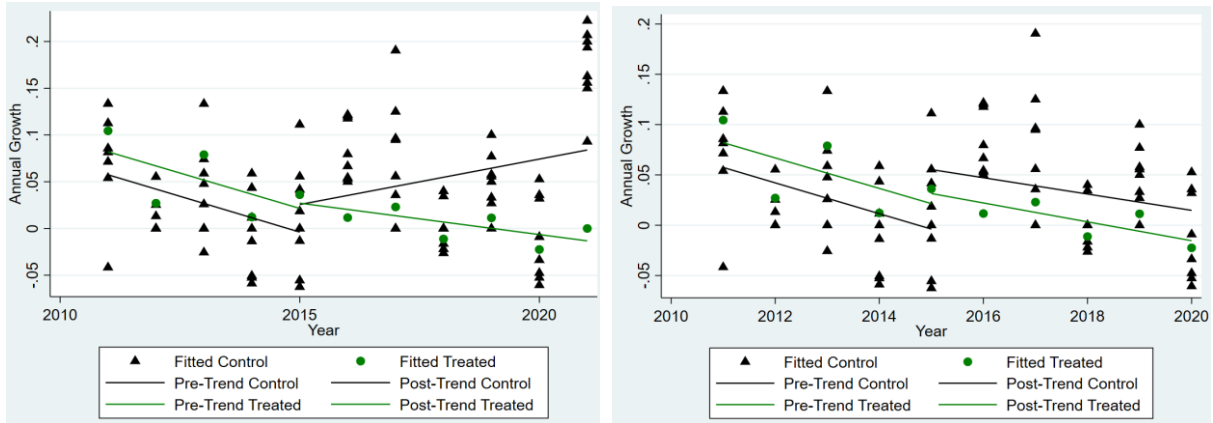 .2
.15
.1
.05
0
-.05
Annual Growth
2010
2015
2020
Year
Fitted Control
Fitted Treated
Pre-Trend Control
Post-Trend Control
Pre-Trend Treated
Post-Trend Treated
.2
.15
.1
.05
0
-.05
Annual Growth
2010
2012
2014
2016
2018
2020
Year
Fitted Control
Fitted Treated
Pre-Trend Control
Post-Trend Control
Pre-Trend Treated
Post-Trend Treated